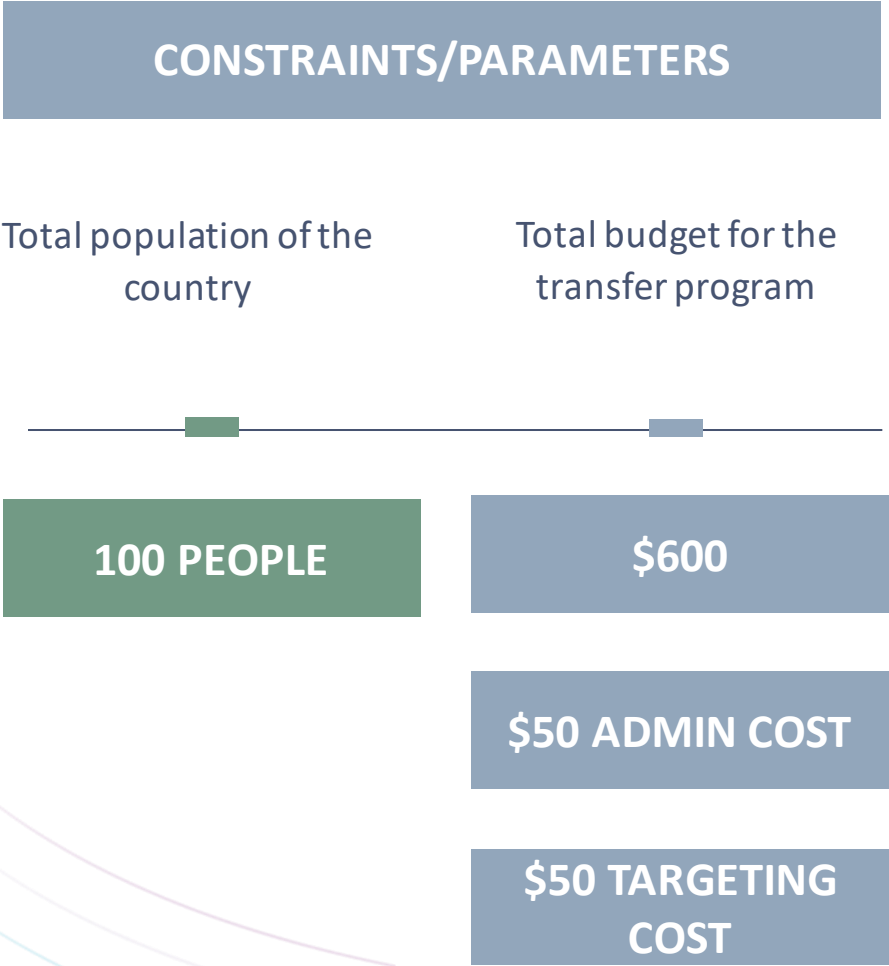 CONSTRAINTS/PARAMETERS
Total population of the
country
Total budget for the
transfer program
100 PEOPLE
$600
$50 ADMIN COST
$50 TARGETING
COST